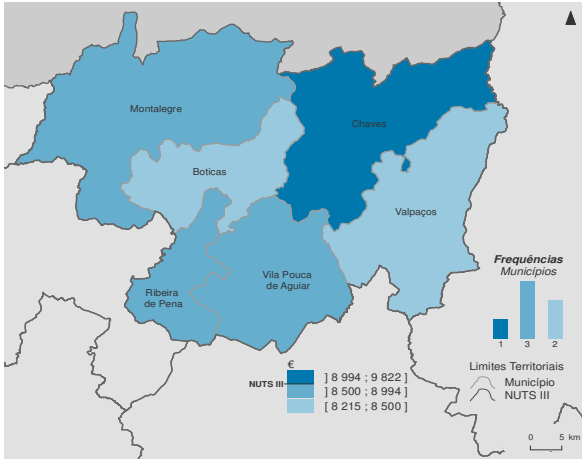 Montalegre
Chaves
Boticas
Valpaços
Vila Pouca
de Aguiar
Ribeira
de Pena
Frequências
Municípios
1 3 2
€
NUTS III ] 8 994 ; 9 822 ]
] 8 500 ; 8 994 ]
[ 8 215 ; 8 500 ]
Limites Territoriais
Município
NUTS III
0 5 km